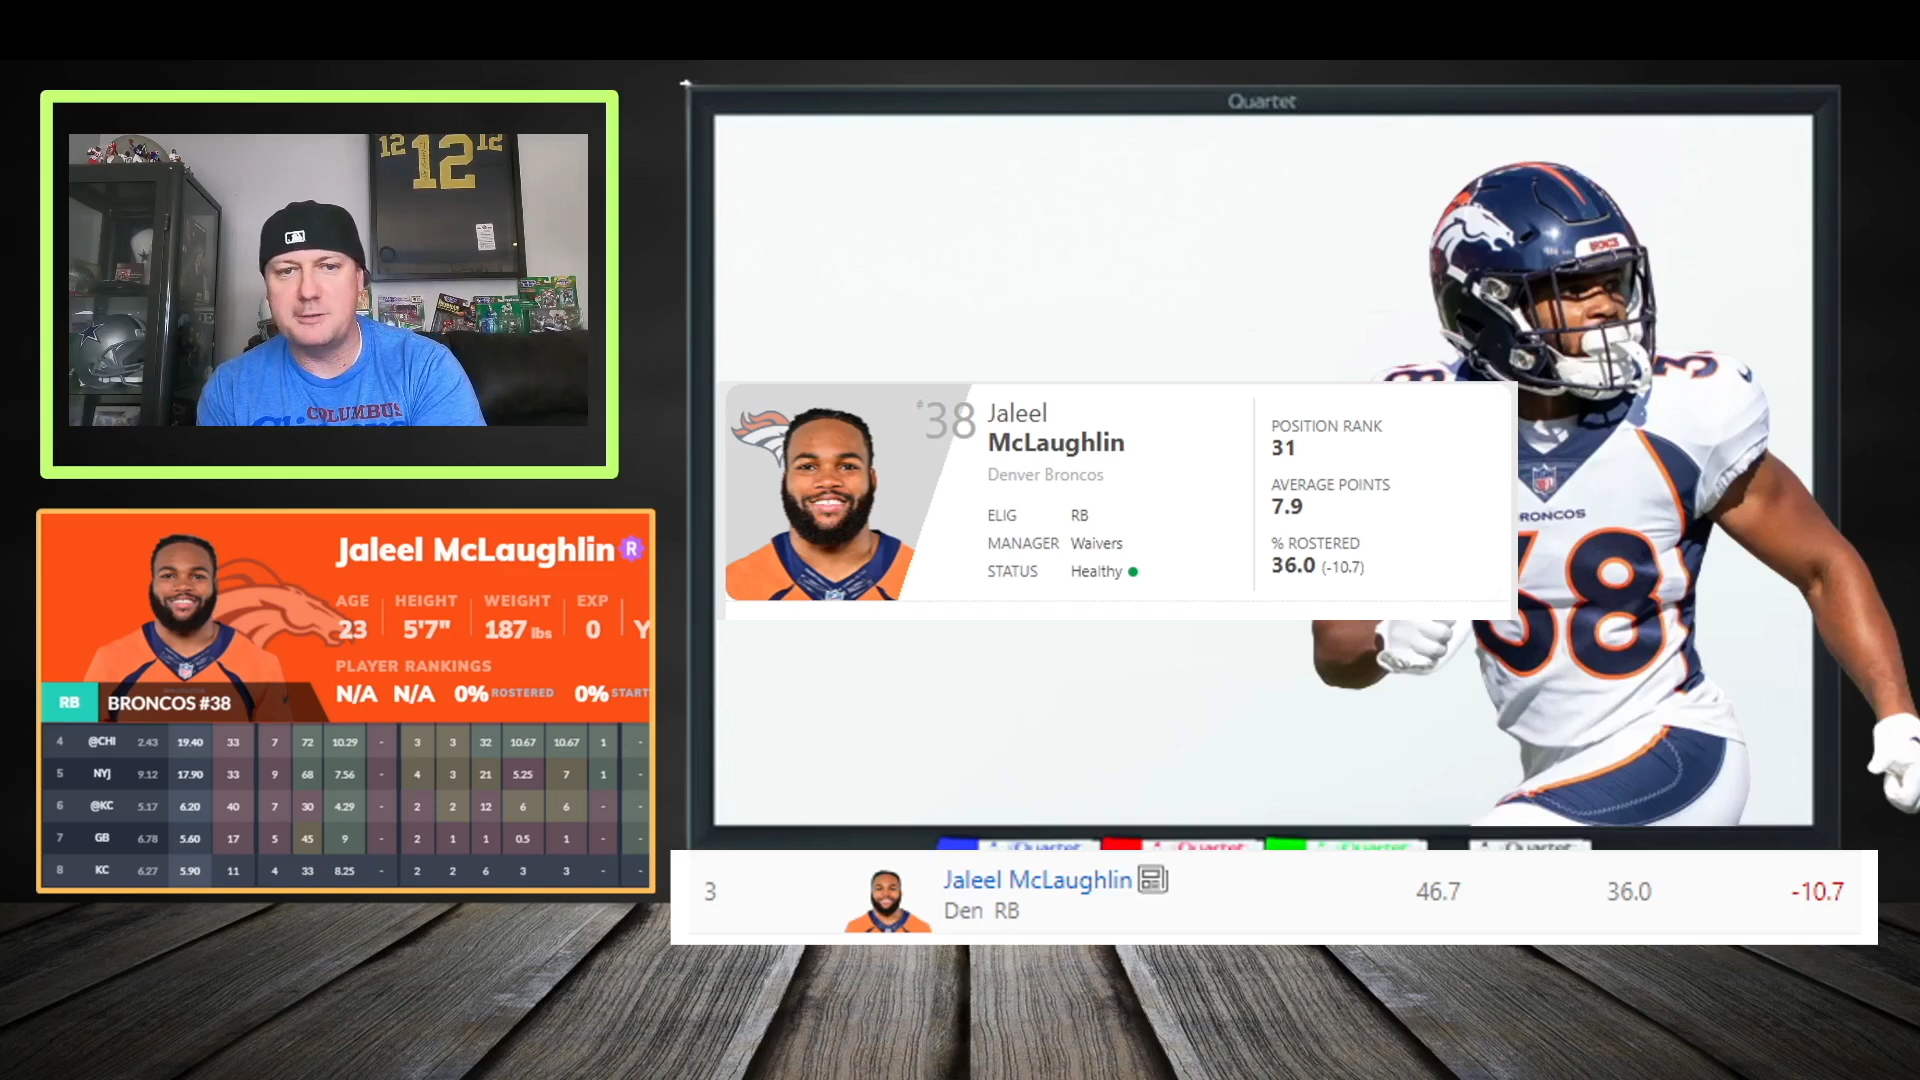 Quartet
12 12 12
COLUMBUS
#38
Jaleel
McLaughlin
Denver Broncos
ELIG RB
MANAGER Waivers
STATUS Healthy
POSITION RANK
31
AVERAGE POINTS
7.9
% ROSTERED
36.0 (-10.7)
BRONCOS
3
RONCOS
38
Jaleel McLaughlin R
AGE HEIGHT WEIGHT EXP
23 5'7" 187 lbs 0 Y
PLAYER RANKINGS
N/A N/A 0% ROSTERED 0% START
RB BRONCOS #38
4 @CHI 2.43 19.40 33 7 72 10.29 - 3 3 32 10.67 10.67 1 -
5 NYJ 9.12 17.90 33 9 68 7.56 - 4 3 21 5.25 7 1 -
6 @KC 5.17 6.20 40 7 30 4.29 - 2 2 12 6 6 - -
7 GB 6.78 5.60 17 5 45 9 - 2 1 1 0.5 1 - -
8 KC 6.27 5.90 11 4 33 8.25 - 2 2 6 3 3 - -
Quartet Quartet Quartet Quartet
3 Jaleel McLaughlin 46.7 36.0 -10.7
Den RB